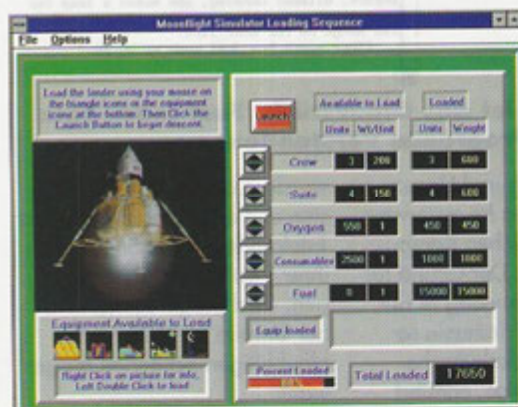 Moonflight Simulator Loading Sequence
File Options Help
Load the lander using your mouse on
the triangle icons or the equipment
icons at the bottom. Then Click the
Launch Button to begin descent.
Launch
Available to Load Loaded
Units Wt/Unit Units Weight
Crew 3 200 3 600
Suits 4 150 4 600
Oxygen 550 1 450 450
Consumables 2500 1 1000 1000
Fuel 0 1 15000 15000
Equipment Available to Load
Equip loaded
Right Click on picture for info,
Left Double Click to load
Percent Loaded
Total Loaded 17650